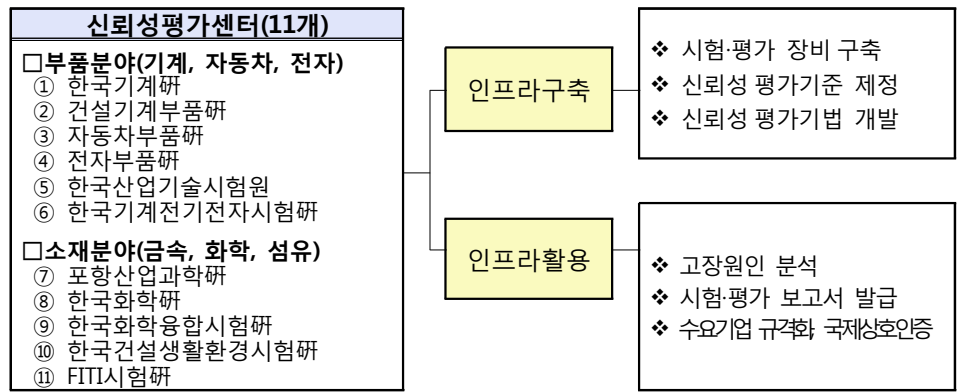 신뢰성평가센터(11개)
□부품분야(기계, 자동차, 전자)
① 한국기계硏
② 건설기계부품硏
③ 자동차부품硏
④ 전자부품硏
⑤ 한국산업기술시험원
⑥ 한국기계전기전자시험硏
□소재분야(금속, 화학, 섬유)
⑦ 포항산업과학硏
⑧ 한국화학硏
⑨ 한국화학융합시험硏
⑩ 한국건설생활환경시험硏
⑪ FITI시험硏
인프라구축
❖ 시험·평가 장비 구축
❖ 신뢰성 평가기준 제정
❖ 신뢰성 평가기법 개발
인프라활용
❖ 고장원인 분석
❖ 시험·평가 보고서 발급
❖ 수요기업 규격화, 국제상호인증